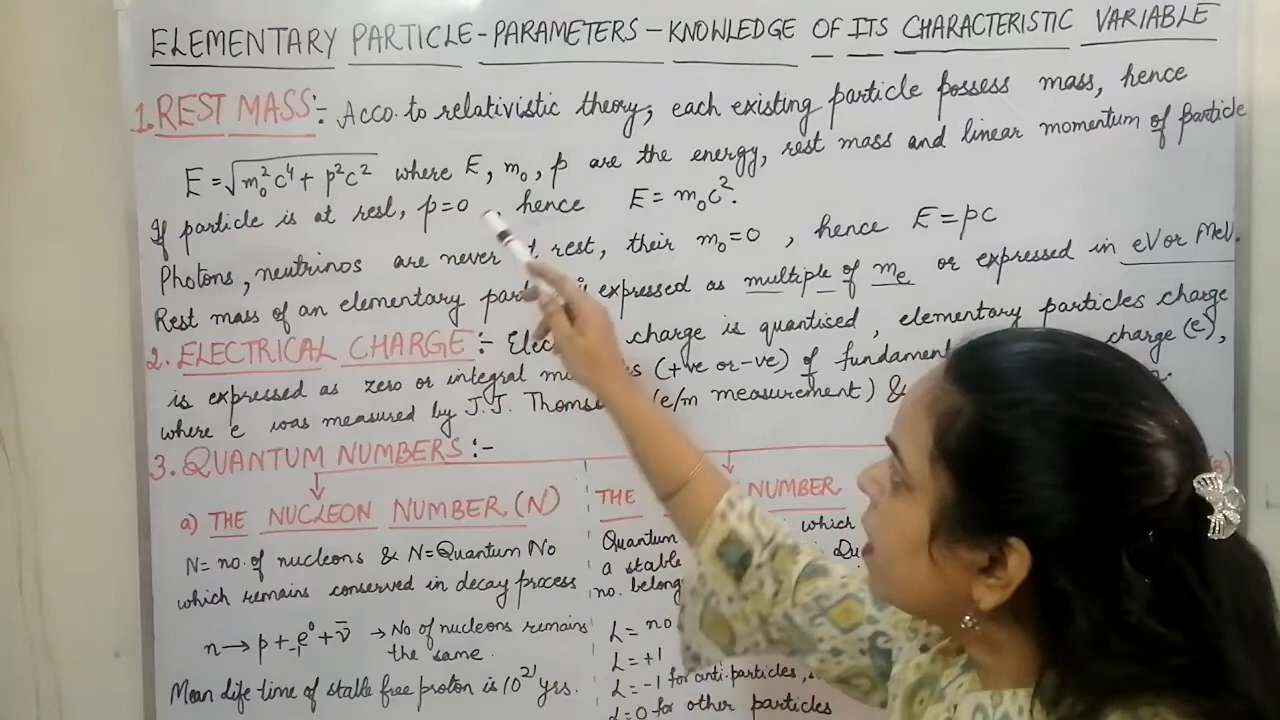 ELEMENTARY PARTICLE-PARAMETERS-KNOWLEDGE OF ITS CHARACTERISTIC VARIABLE
1. REST MASS:- Acco. to relativistic theory, each existing particle possess mass, hence
E = √m₀²c⁴ + p²c² where E, m₀, p are the energy, rest mass and linear momentum of particle
If particle is at rest, p=0, hence E = m₀c².
Photons, neutrinos are never rest, their m₀=0, hence E=pc
Rest mass of an elementary expressed as multiple of mₑ or expressed in eV or MeV.
2. ELECTRICAL CHARGE:- charge is quantised, elementary particles charge
is expressed as zero or integral (+ve or -ve) of charge (e),
where e was measured by J.J. (e/m measurement) &
3. QUANTUM NUMBERS:-
a) THE NUCLEON NUMBER (N)
N= no. of nucleons & N=Quantum No
which remains conserved in decay process
n→ p + ₋₁e⁰ + ν̄ → No of nucleons remains
the same.
Mean life time of stable free proton is 10²¹ yrs.
THE NUMBER
Quantum which
a stable
no. belong
L = no
L = +1
L = -1 for anti-particles,
L=0 for other particles